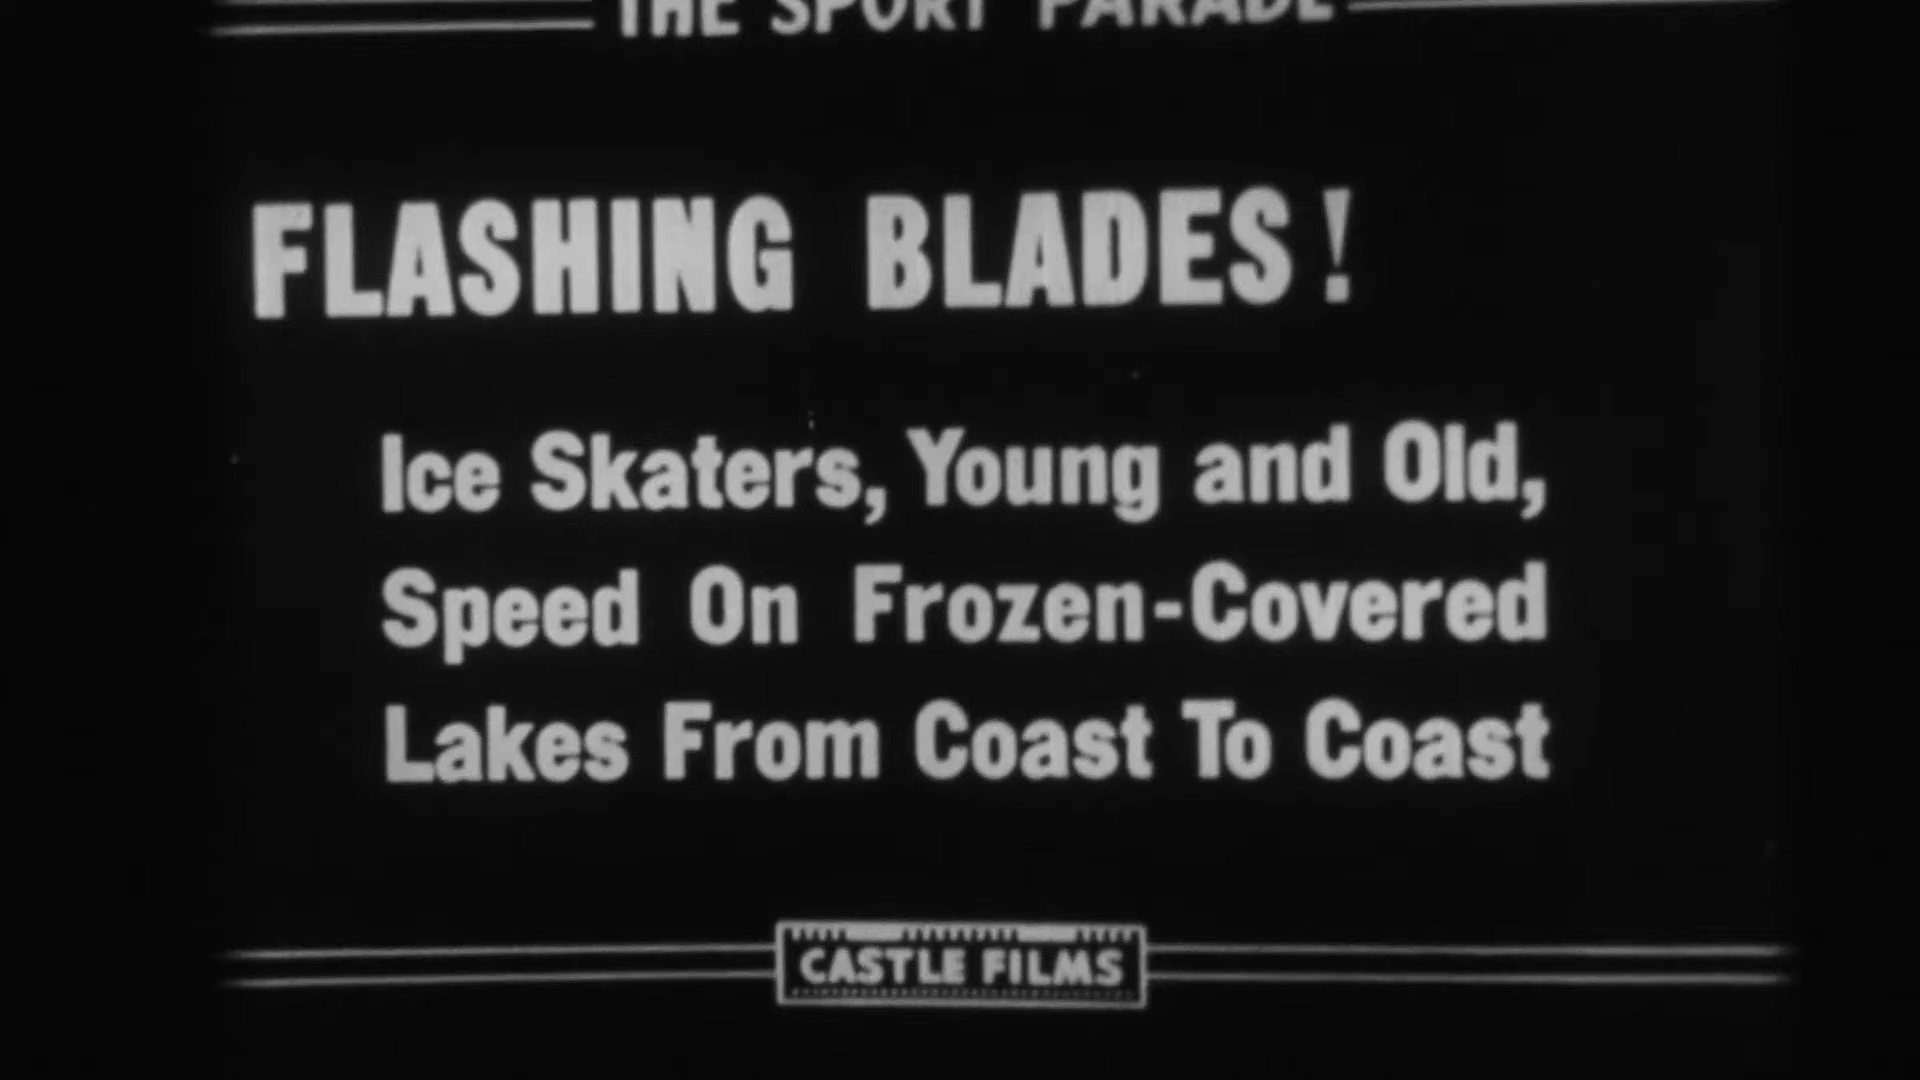 THE SPORT PARADE
FLASHING BLADES!
Ice Skaters, Young and Old,
Speed On Frozen-Covered
Lakes From Coast To Coast
CASTLE FILMS